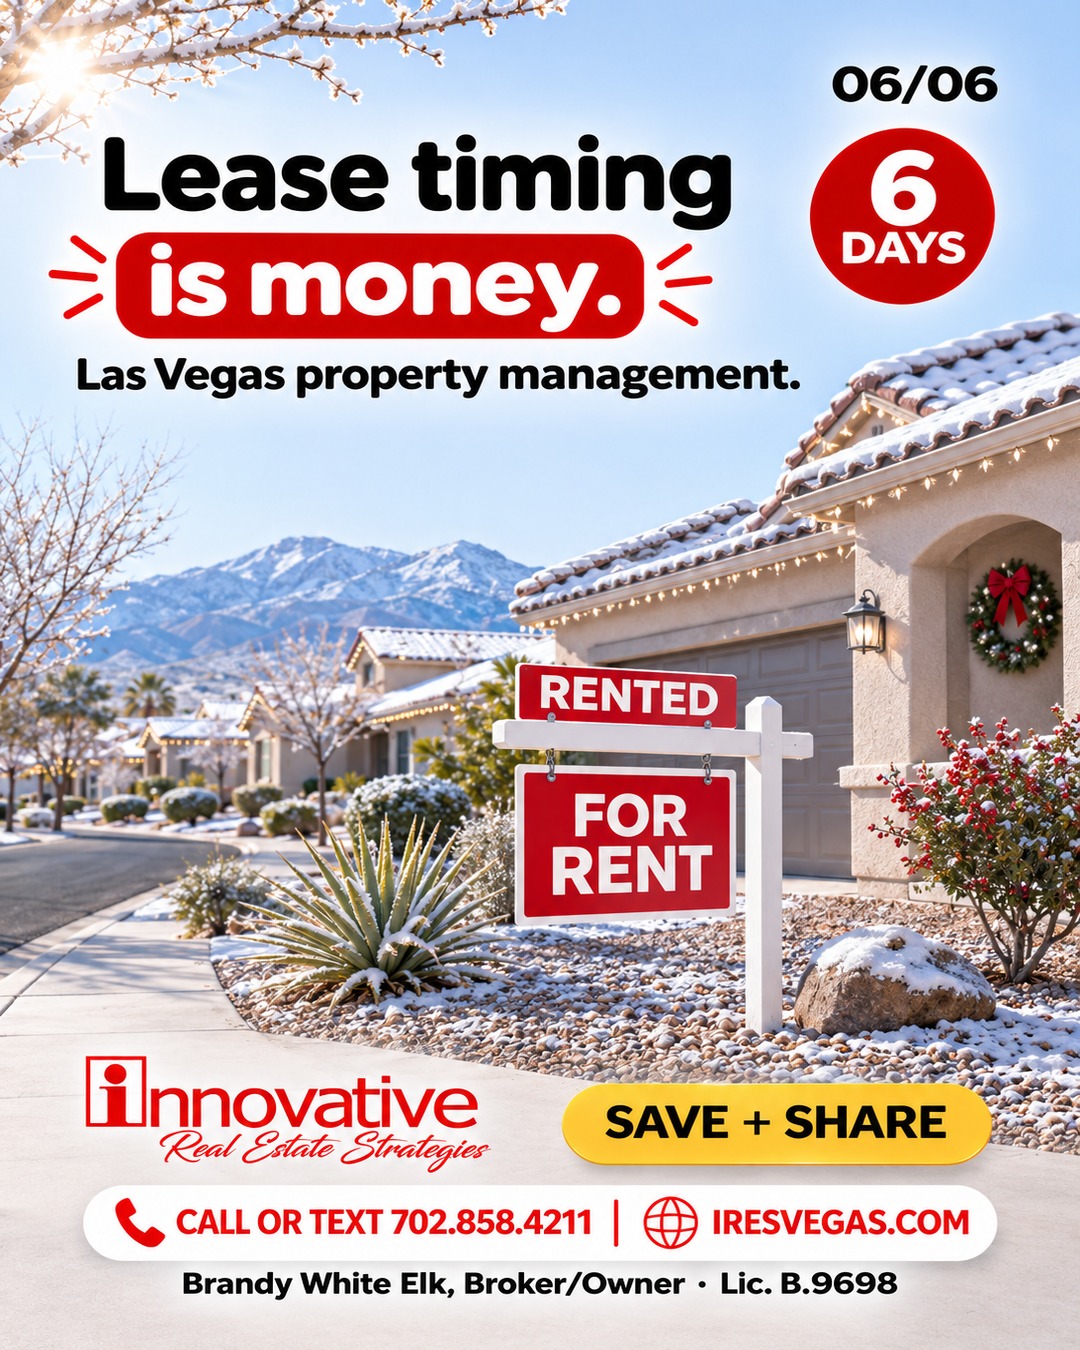 06/06
Lease timing
is money.
6
DAYS
Las Vegas property management.
RENTED
FOR
RENT
innovative
Real Estate Strategies
SAVE + SHARE
CALL OR TEXT 702.858.4211 | IRESVEGAS.COM
Brandy White Elk, Broker/Owner · Lic. B.9698